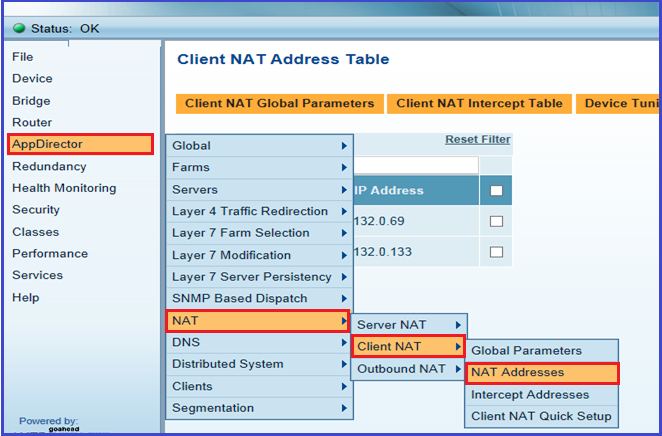 Status: OK
File
Device
Bridge
Router
AppDirector
Redundancy
Health Monitoring
Security
Classes
Performance
Services
Help
Powered by:
goahead
Client NAT Address Table
Client NAT Global Parameters
Client NAT Intercept Table
Device Tuni
Reset Filter
IP Address
132.0.69
132.0.133
Global
Farms
Servers
Layer 4 Traffic Redirection
Layer 7 Farm Selection
Layer 7 Modification
Layer 7 Server Persistency
SNMP Based Dispatch
NAT
DNS
Distributed System
Clients
Segmentation
Server NAT
Client NAT
Outbound NAT
Global Parameters
NAT Addresses
Intercept Addresses
Client NAT Quick Setup